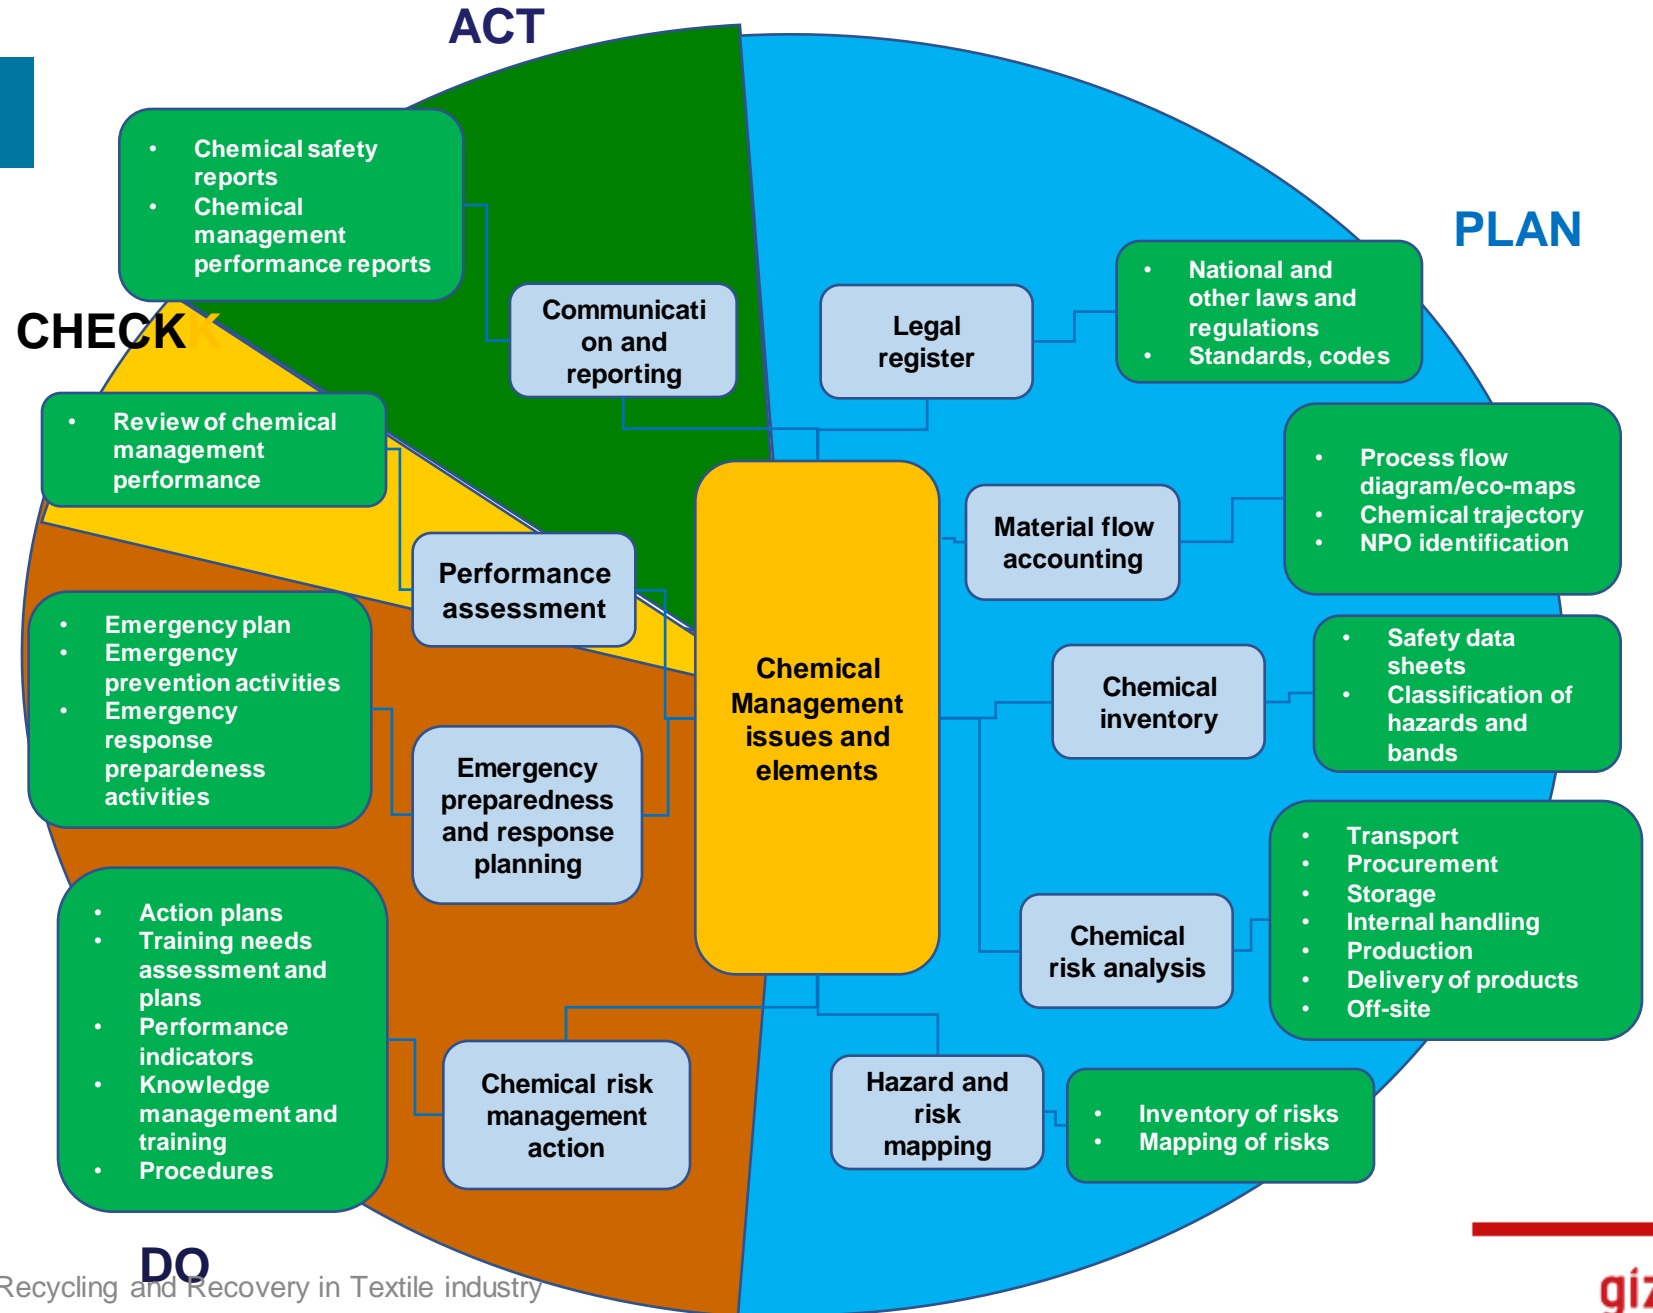 ACT
• Chemical safety
reports
• Chemical
management
performance reports
Communicati
on and
reporting
Legal
register
PLAN
• National and
other laws and
regulations
• Standards, codes
CHECKK
• Review of chemical
management
performance
Performance
assessment
Material flow
accounting
• Process flow
diagram/eco-maps
• Chemical trajectory
• NPO identification
• Emergency plan
• Emergency
prevention activities
• Emergency
response
prepardeness
activities
Emergency
preparedness
and response
planning
Chemical
Management
issues and
elements
Chemical
inventory
• Safety data
sheets
• Classification of
hazards and
bands
Chemical
risk analysis
• Transport
• Procurement
• Storage
• Internal handling
• Production
• Delivery of products
• Off-site
• Action plans
• Training needs
assessment and
plans
• Performance
indicators
• Knowledge
management and
training
• Procedures
Chemical risk
management
action
Hazard and
risk
mapping
• Inventory of risks
• Mapping of risks
DO
Recycling and Recovery in Textile industry
giz